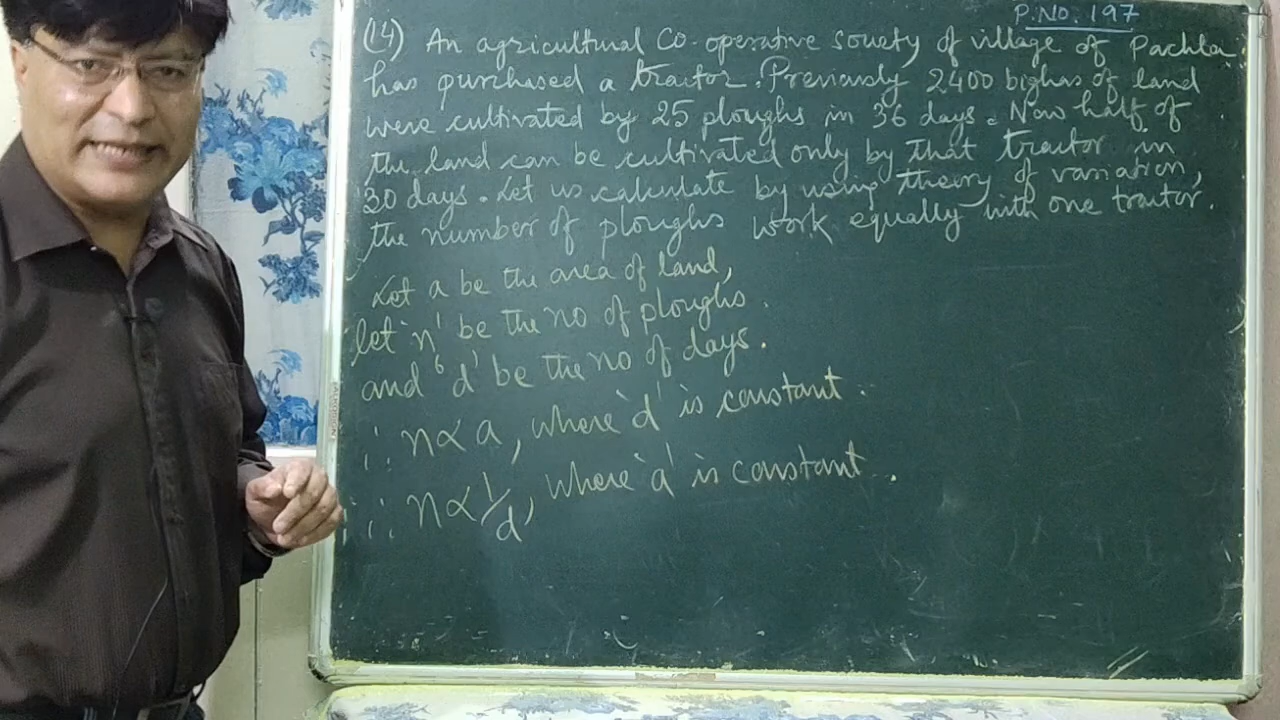 P.NO. 197
(14) An agricultural Co-operative society of village of Pachla
has purchased a tractor. Previously 2400 bighas of land
were cultivated by 25 ploughs in 36 days. Now half of
the land can be cultivated only by that tractor in
30 days. Let us calculate by using theory of variation,
the number of ploughs work equally with one tractor.
Let a be the area of land,
let 'n' be the no of ploughs.
and 'd' be the no of days.
∴ n∝a, where 'd' is constant.
∴ n∝1/d, where 'a' is constant.